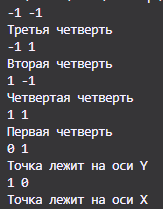 -1 -1
Третья четверть
-1 1
Вторая четверть
1 -1
Четвертая четверть
1 1
Первая четверть
0 1
Точка лежит на оси Y
1 0
Точка лежит на оси X